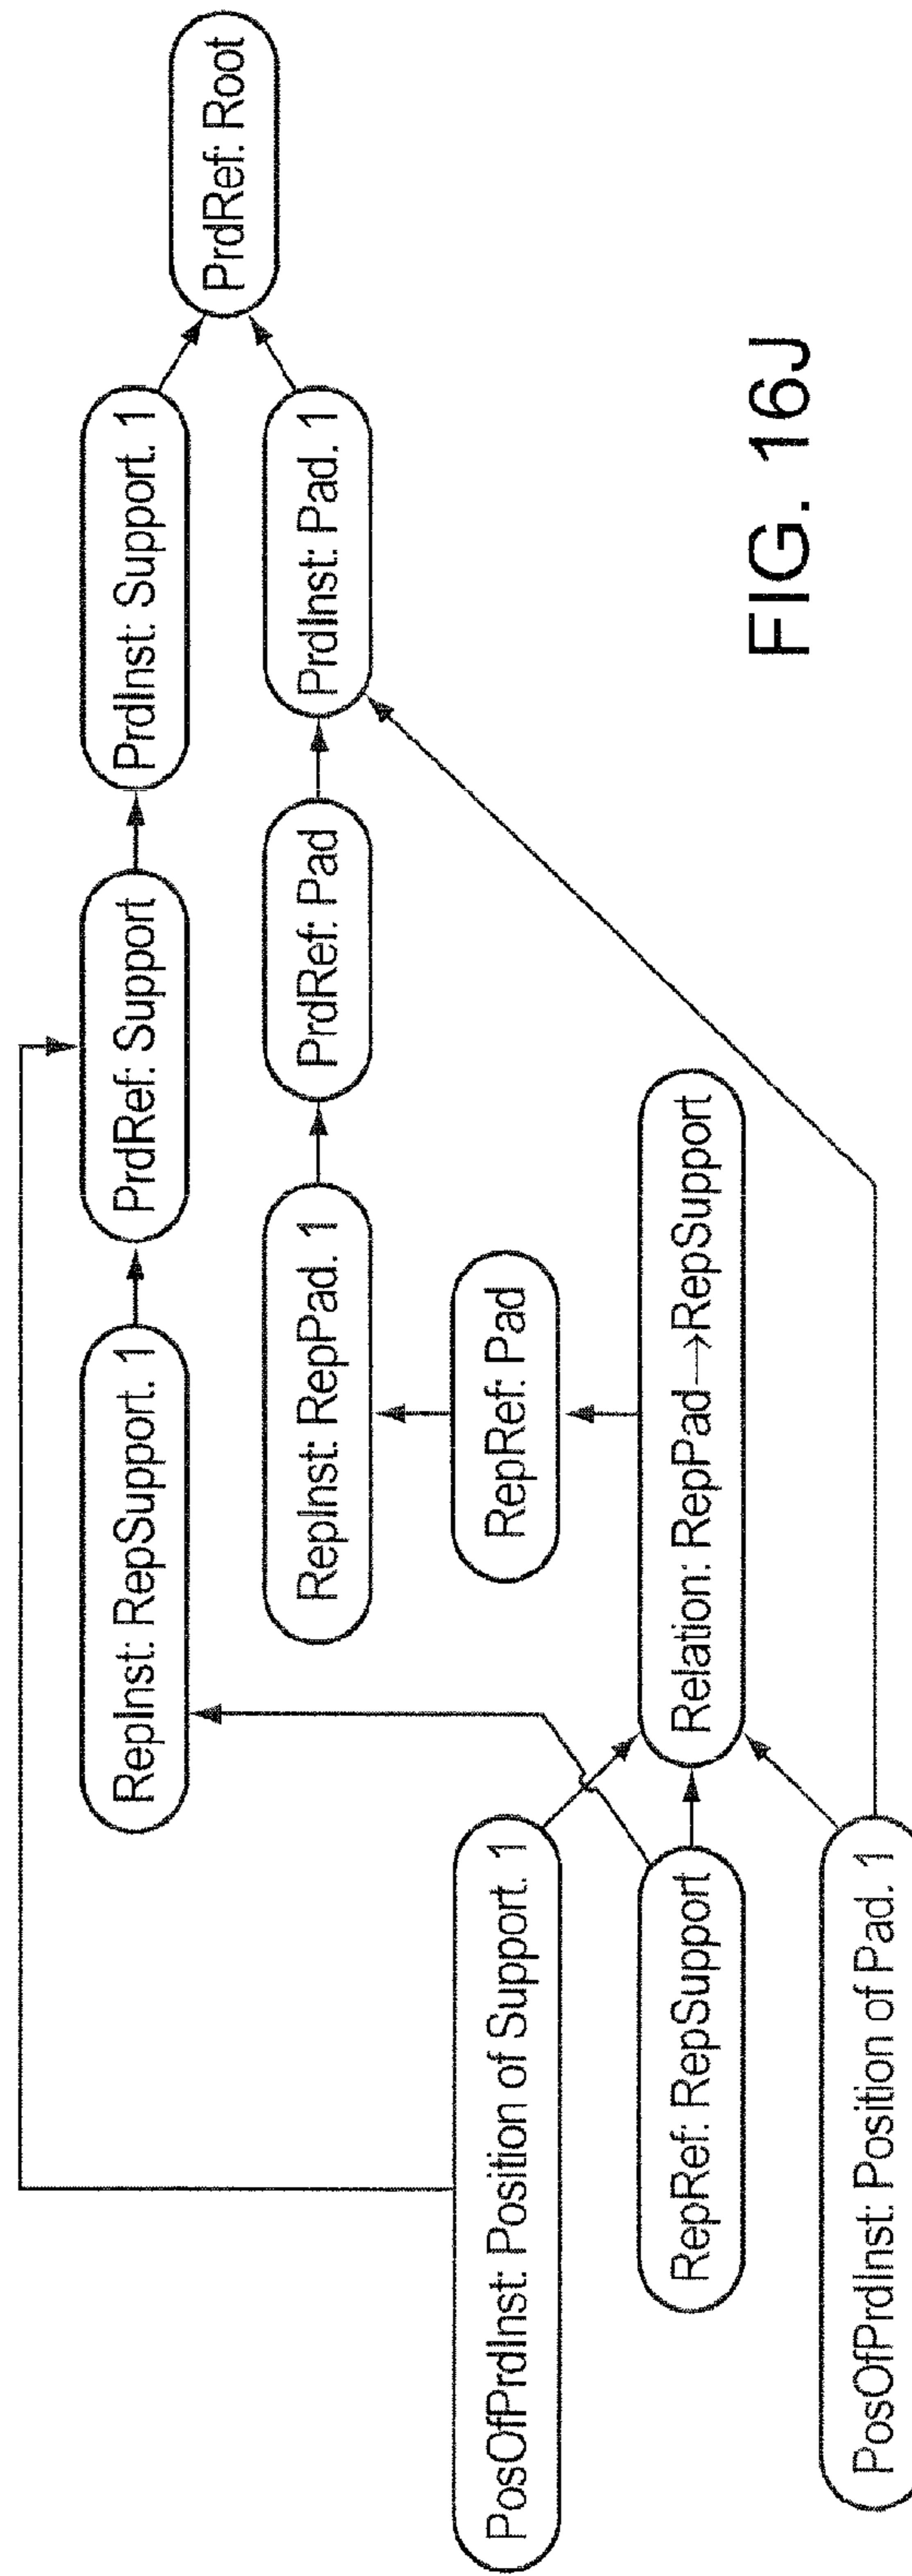 RepInst: RepSupport. 1
PrdRef: Support
PrdInst: Support. 1
PrdRef: Root
RepInst: RepPad. 1
PrdRef: Pad
PrdInst: Pad. 1
PosOfPrdInst: Position of Support. 1
RepRef: Pad
RepRef: RepSupport
Relation: RepPad→RepSupport
PosOfPrdInst: Position of Pad. 1
FIG. 16J